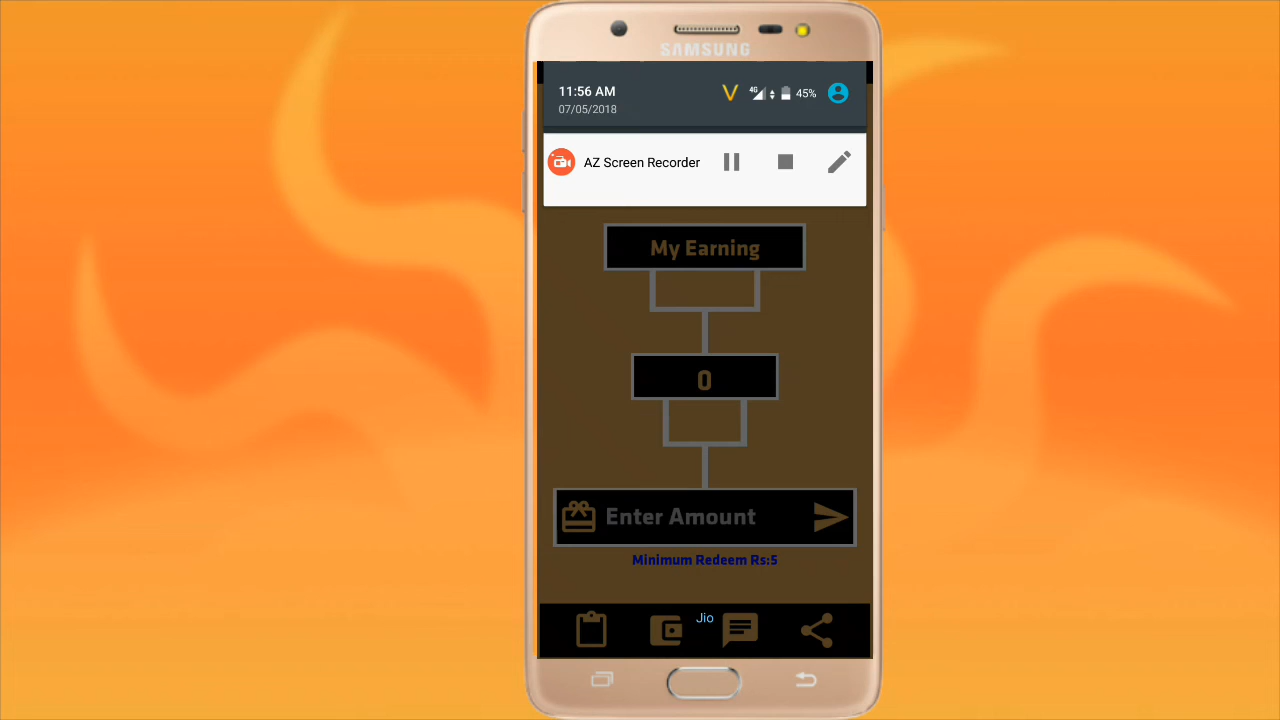 SAMSUNG
11:56 AM
07/05/2018
4G
45%
AZ Screen Recorder
My Earning
0
Enter Amount
Minimum Redeem Rs:5
Jio